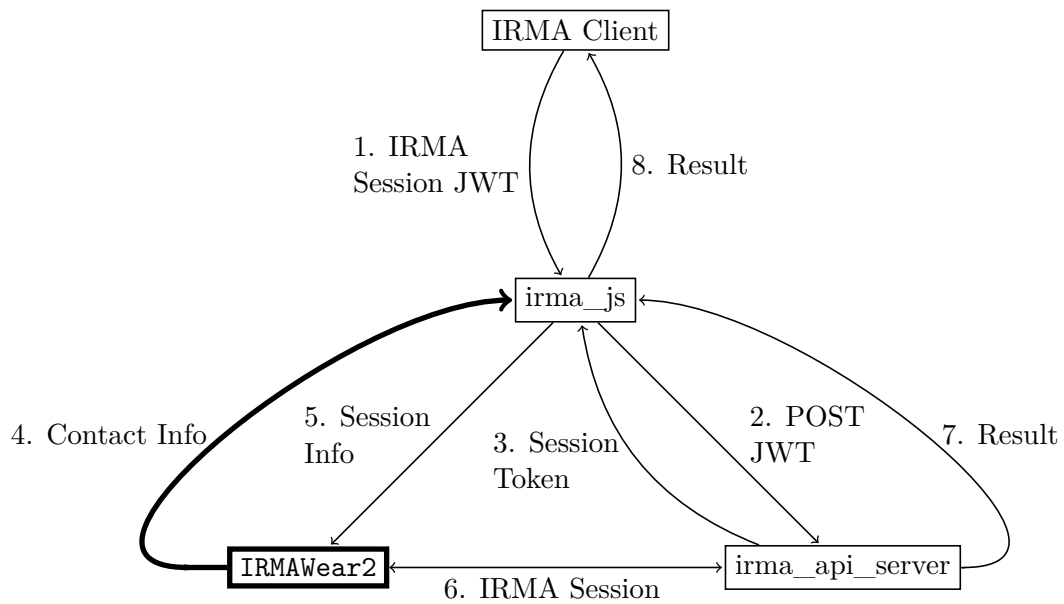 IRMA Client
1. IRMA
Session JWT
8. Result
irma_js
4. Contact Info
5. Session
Info
3. Session
Token
2. POST
JWT
7. Result
IRMAWear2
6. IRMA Session
irma_api_server